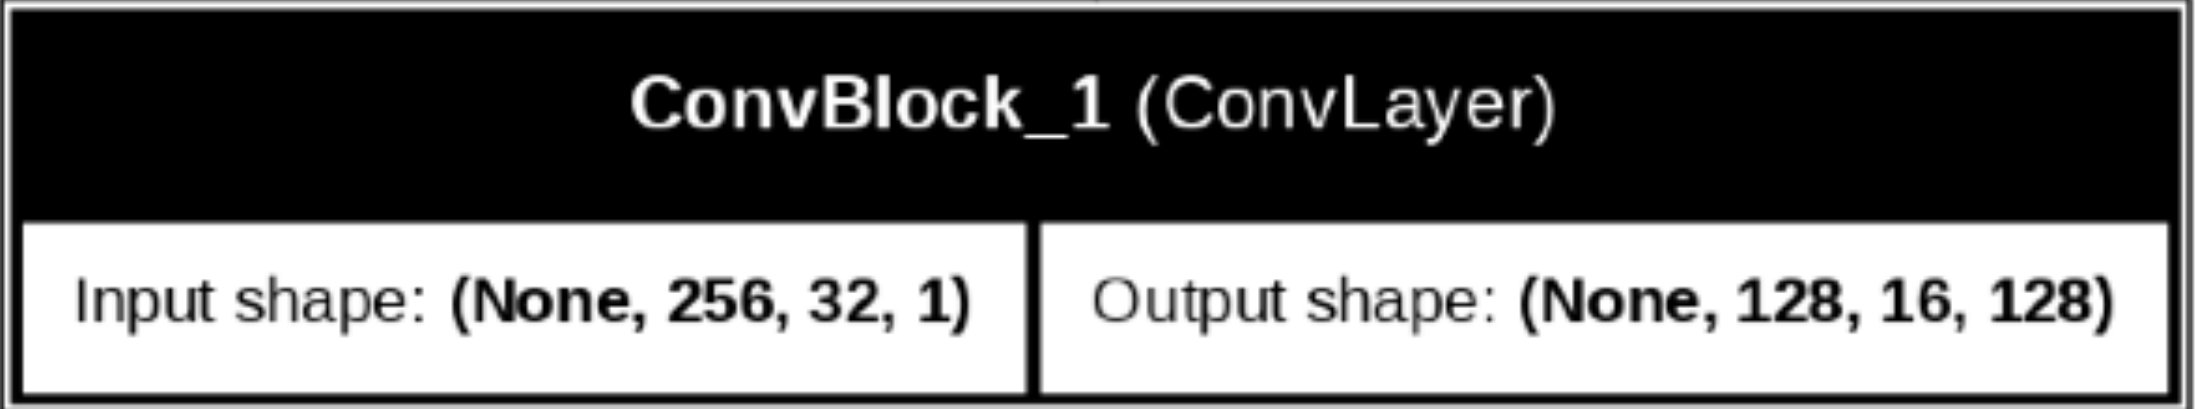 ConvBlock_1 (ConvLayer)
Input shape: (None, 256, 32, 1)
Output shape: (None, 128, 16, 128)